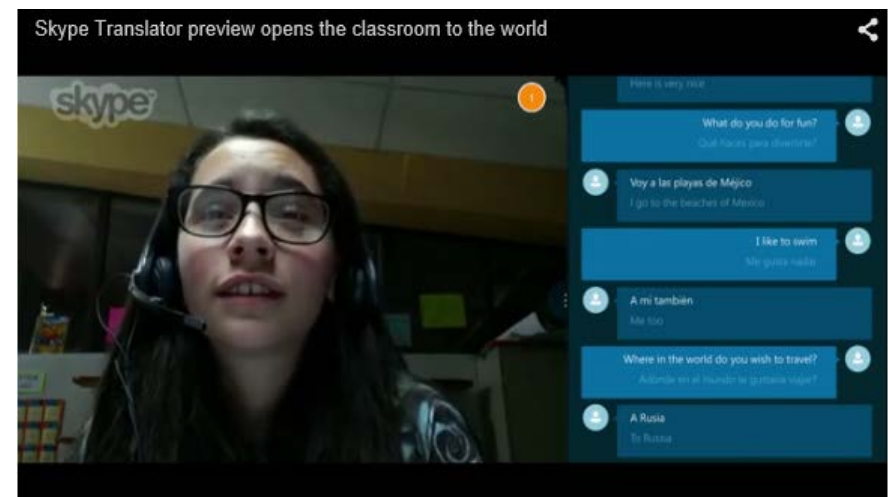 Skype Translator preview opens the classroom to the world
skype
1
Here is very nice
What do you do for fun?
Qué haces para divertirte?
Voy a las playas de Méjico
I go to the beaches of Mexico
I like to swim
Me gusta nadar
A mi también
Me too
Where in the world do you wish to travel?
Adonde en el mundo te gustaría viajar?
A Rusia
To Russia